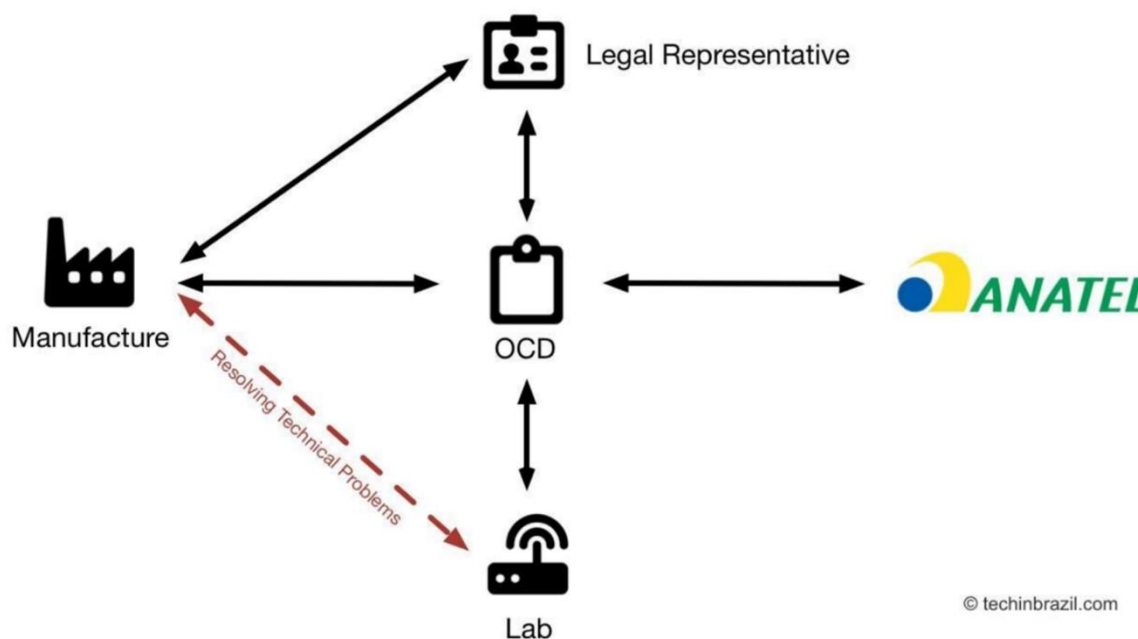 Legal Representative
Manufacture
OCD
ANATEL
Resolving Technical Problems
Lab
© techinbrazil.com